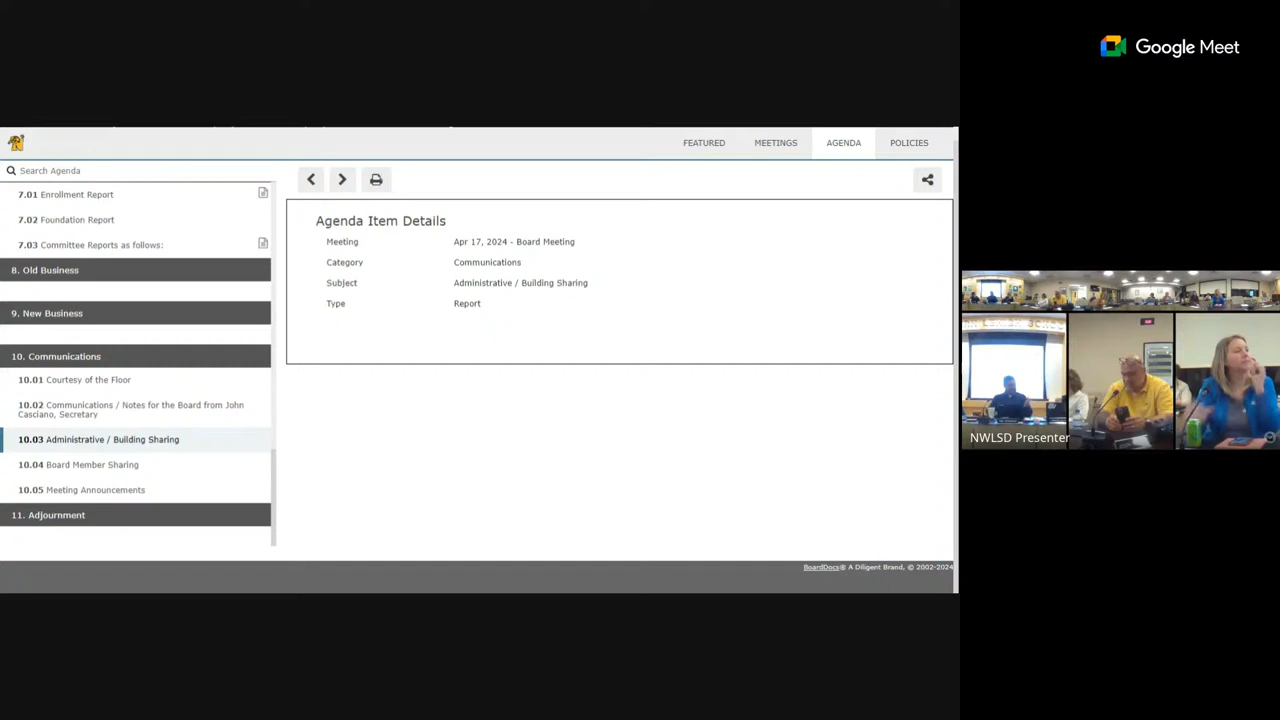 Google Meet
FEATURED
MEETINGS
AGENDA
POLICIES
Search Agenda
7.01 Enrollment Report
7.02 Foundation Report
7.03 Committee Reports as follows:
8. Old Business
9. New Business
10. Communications
10.01 Courtesy of the Floor
10.02 Communications / Notes for the Board from John
Casciano, Secretary
10.03 Administrative / Building Sharing
10.04 Board Member Sharing
10.05 Meeting Announcements
11. Adjournment
Agenda Item Details
Meeting Apr 17, 2024 - Board Meeting
Category Communications
Subject Administrative / Building Sharing
Type Report
NWLSD Presenter
BoardDocs® A Diligent Brand, © 2002-2024